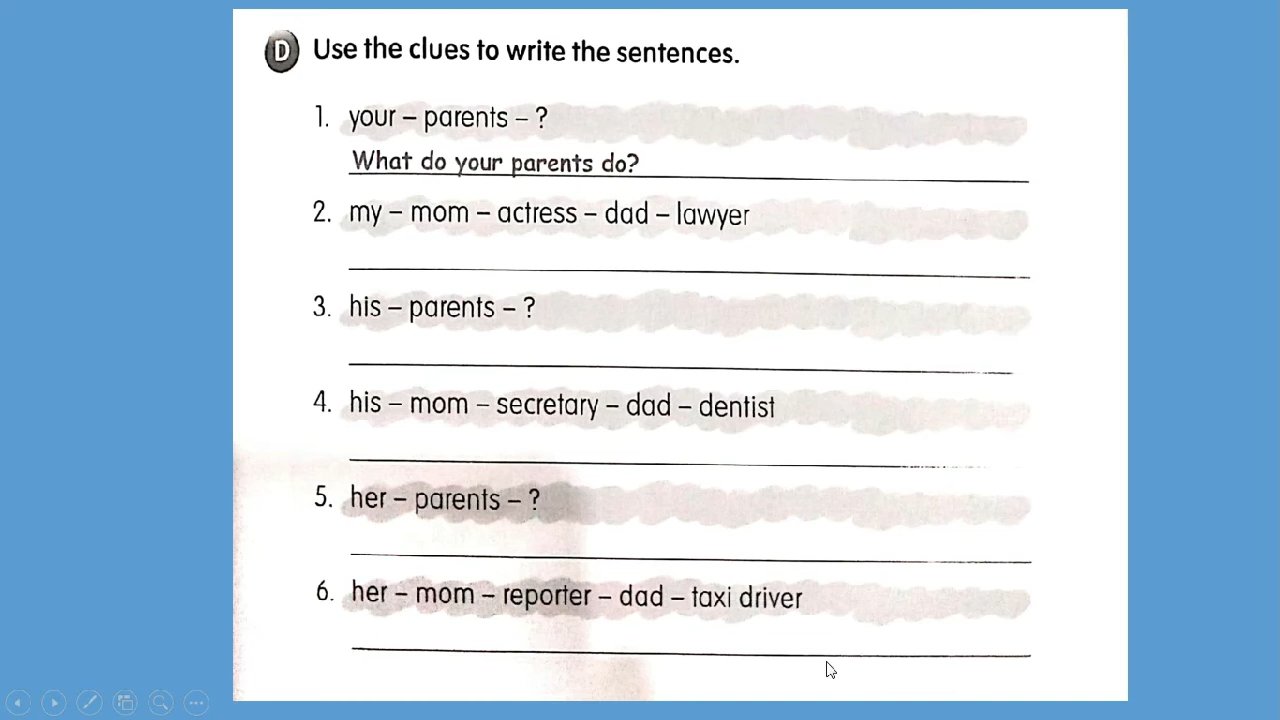 D Use the clues to write the sentences.
1. your – parents – ?
What do your parents do?
2. my – mom – actress – dad – lawyer
3. his – parents – ?
4. his – mom – secretary – dad – dentist
5. her – parents – ?
6. her – mom – reporter – dad – taxi driver